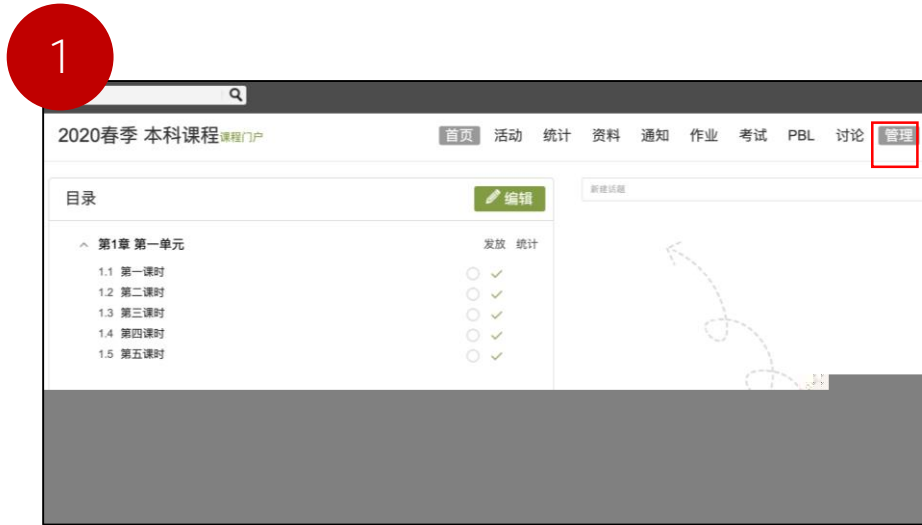 1
2020春季 本科课程课程门户
首页 活动 统计 资料 通知 作业 考试 PBL 讨论 管理
目录
编辑
新建话题
第1章 第一单元
发放 统计
1.1 第一课时
1.2 第二课时
1.3 第三课时
1.4 第四课时
1.5 第五课时